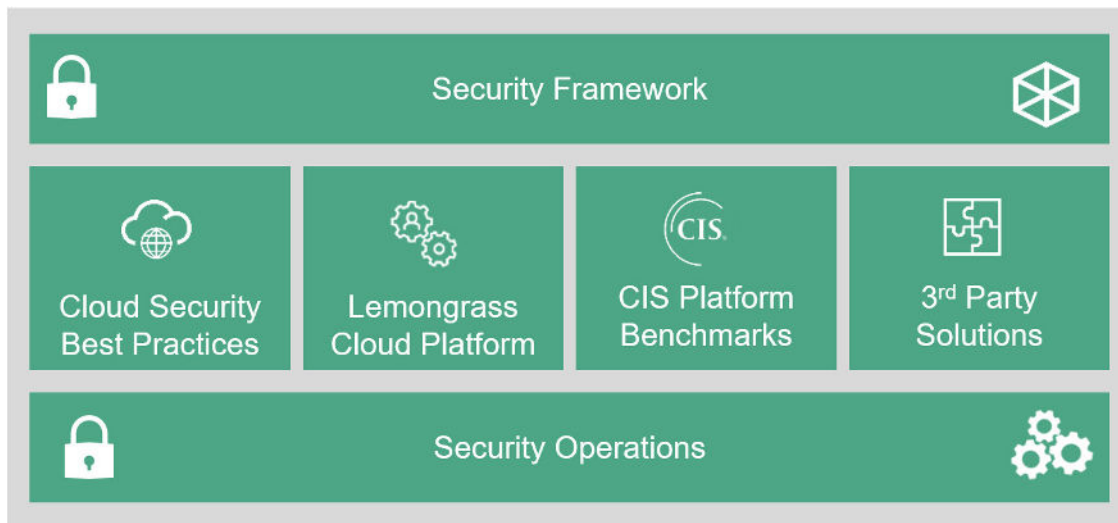 Security Framework
Cloud Security
Best Practices
Lemongrass
Cloud Platform
CIS.
CIS Platform
Benchmarks
3rd Party
Solutions
Security Operations